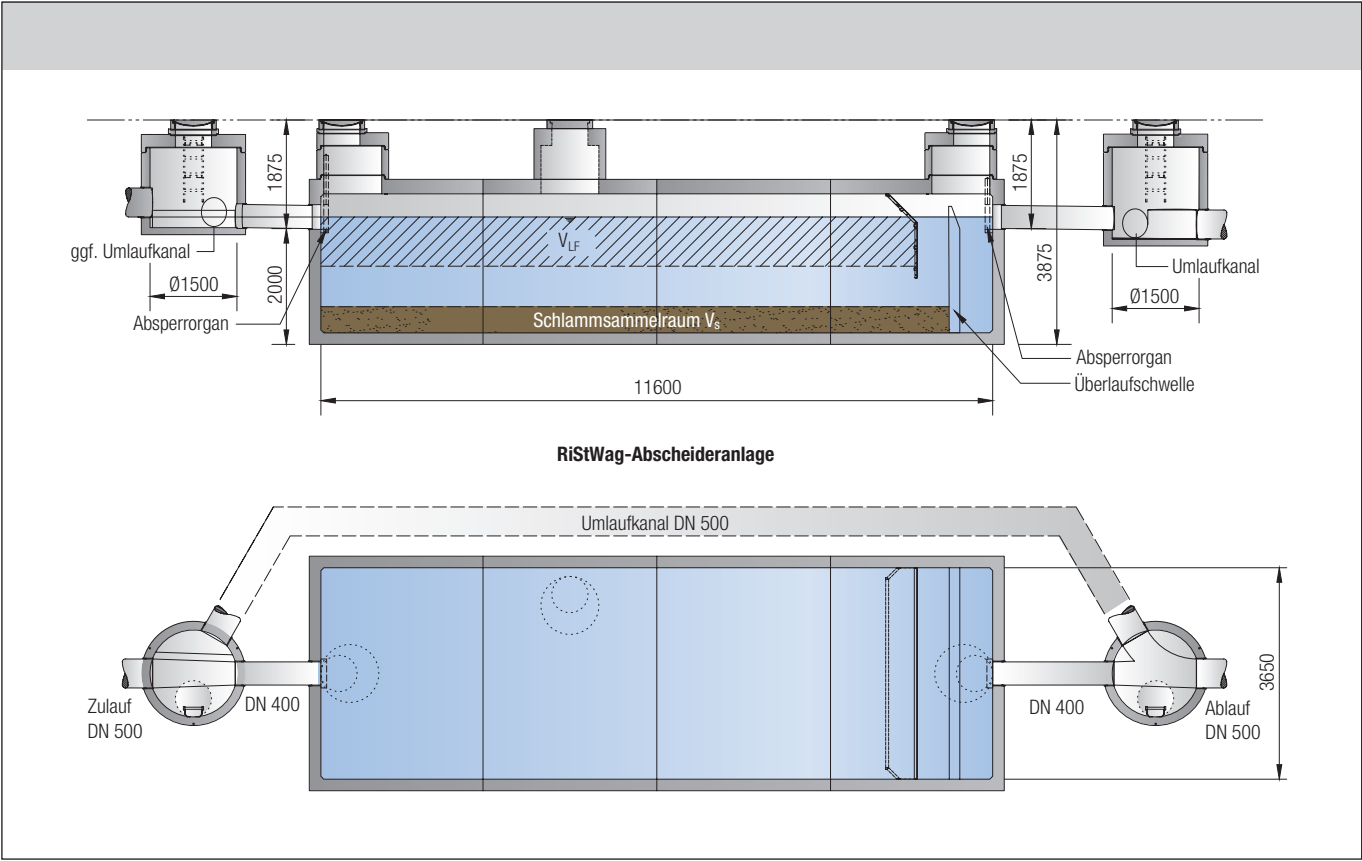 1875
1875
ggf. Umlaufkanal
V_LF
Umlaufkanal
Ø1500
2000
3875
Ø1500
Absperrorgan
Schlammsammelraum V_s
Absperrorgan
Überlaufschwelle
11600
RiStWag-Abscheideranlage
Umlaufkanal DN 500
3650
Zulauf
DN 500
DN 400
DN 400
Ablauf
DN 500